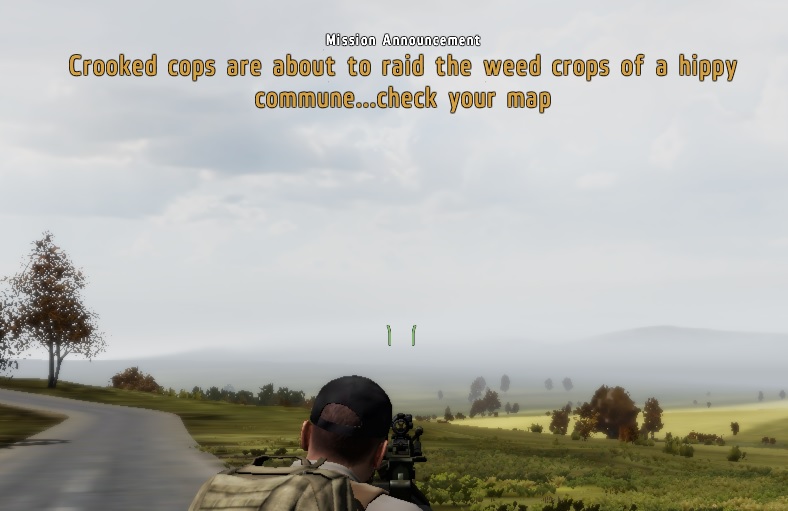 Mission Announcement
Crooked cops are about to raid the weed crops of a hippy
commune...check your map